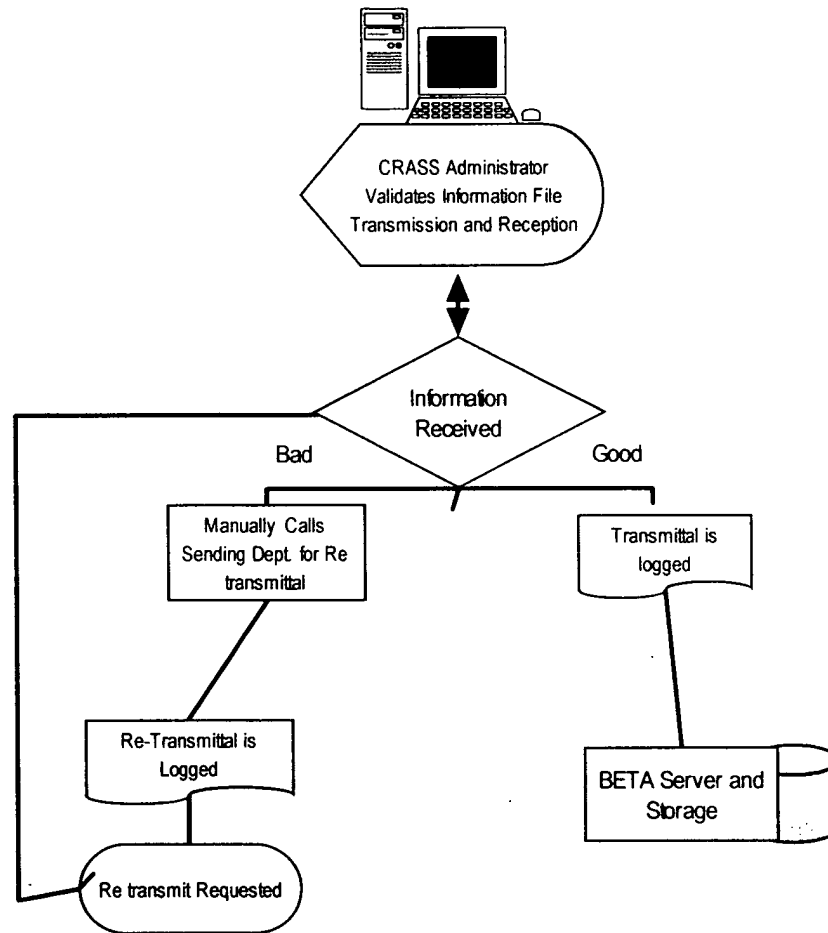 CRASS Administrator
Validates Information File
Transmission and Reception
Information
Received
Bad
Good
Manually Calls
Sending Dept. for Re
transmittal
Transmittal is
logged
Re-Transmittal is
Logged
BETA Server and
Storage
Re transmit Requested